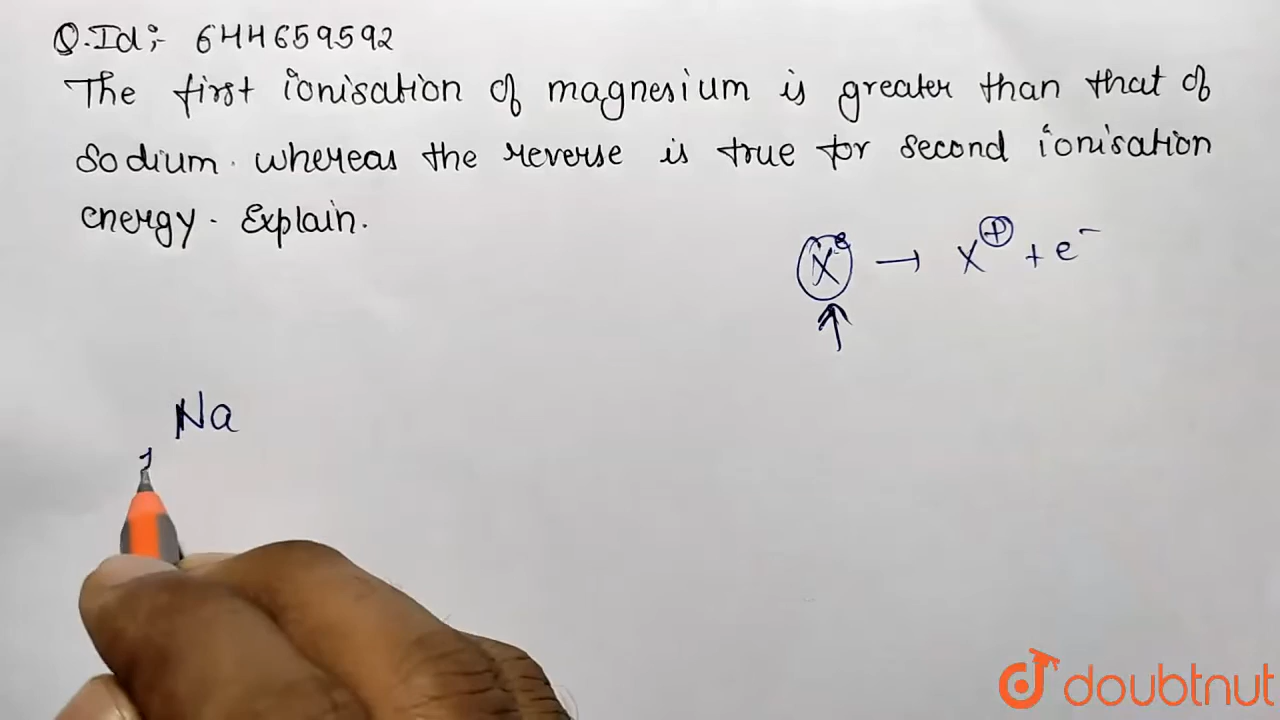 Q.Id:- 644659592
The first ionisation of magnesium is greater than that of
Sodium. whereas the reverse is true for second ionisation
energy. Explain.
X → X⊕ + e⁻
Na
1
doubtnut